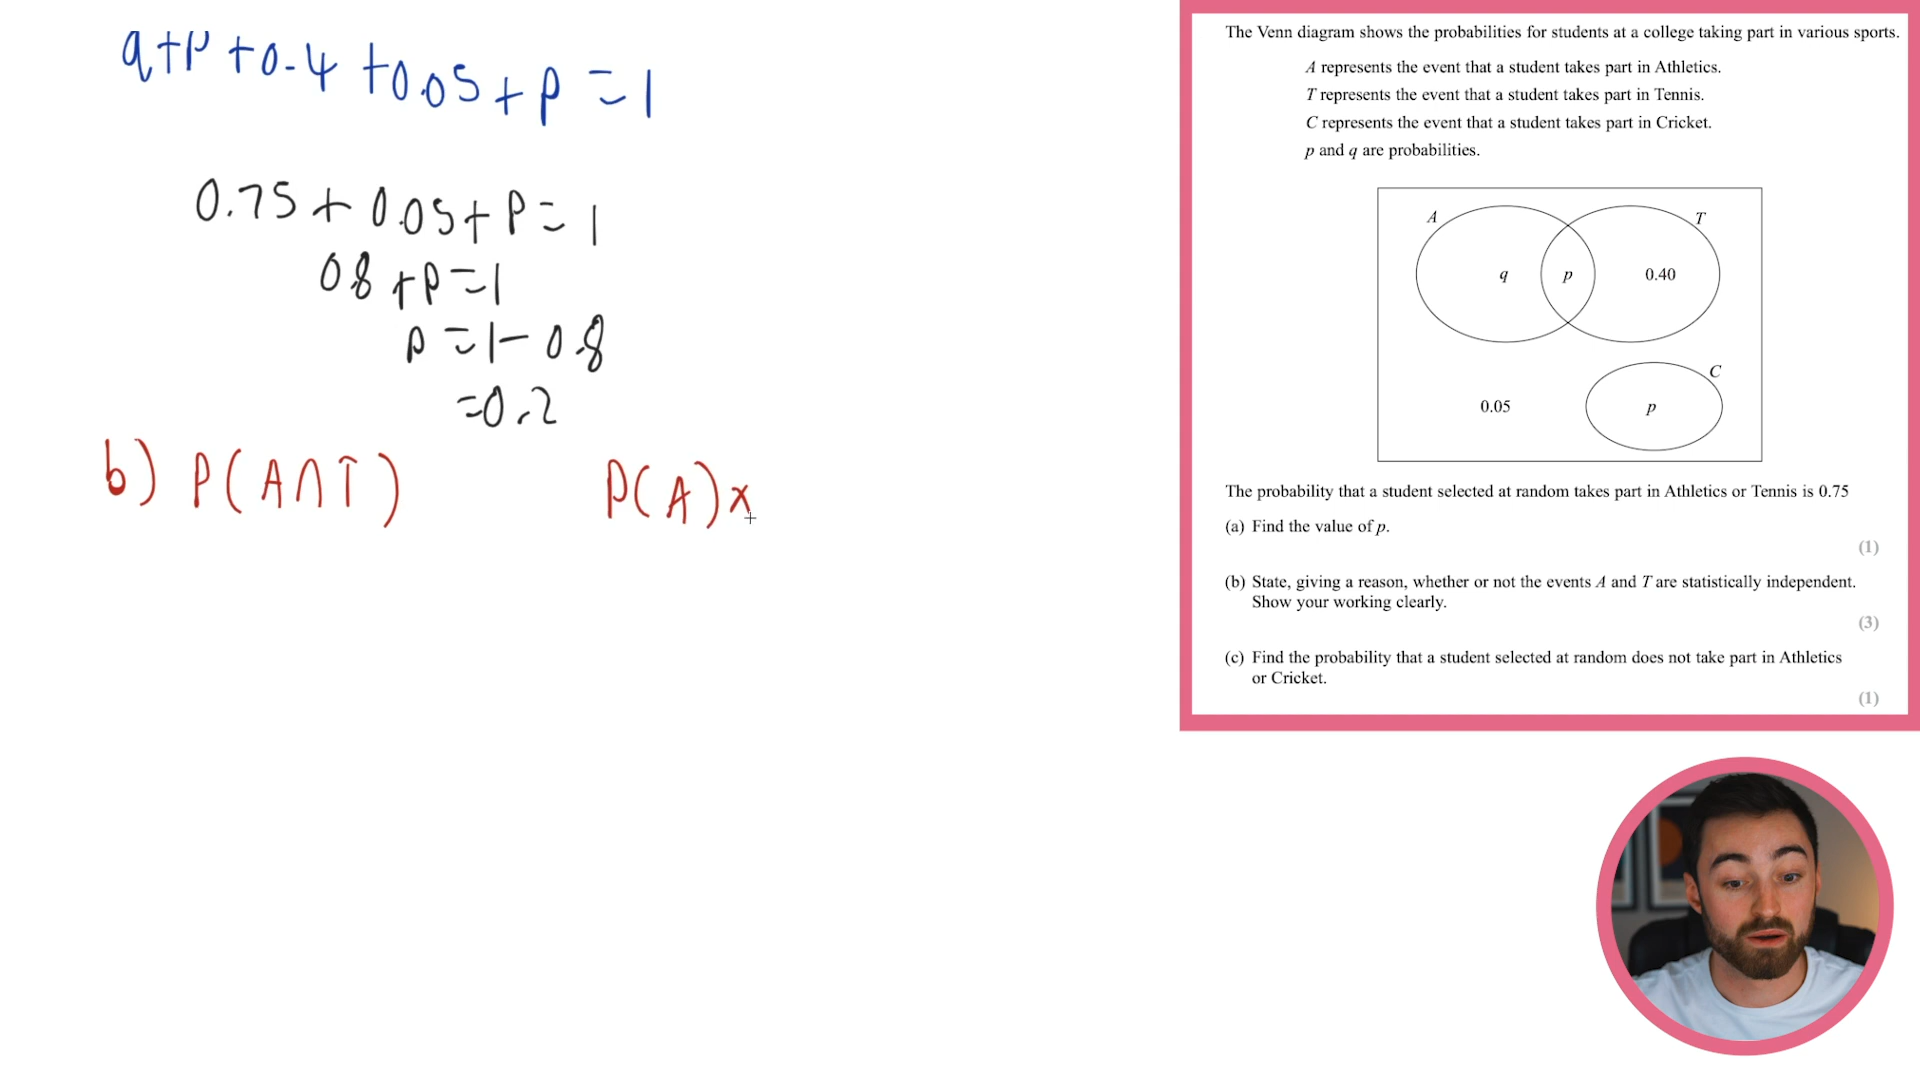 q+p+0.4+0.05+p=1
0.75+0.05+p=1
0.8+p=1
p=1-0.8
=0.2
b) P(A∩T) P(A)×
The Venn diagram shows the probabilities for students at a college taking part in various sports.
A represents the event that a student takes part in Athletics.
T represents the event that a student takes part in Tennis.
C represents the event that a student takes part in Cricket.
p and q are probabilities.
A T
q p 0.40
C
0.05 p
The probability that a student selected at random takes part in Athletics or Tennis is 0.75
(a) Find the value of p.
(1)
(b) State, giving a reason, whether or not the events A and T are statistically independent.
Show your working clearly.
(3)
(c) Find the probability that a student selected at random does not take part in Athletics
or Cricket.
(1)